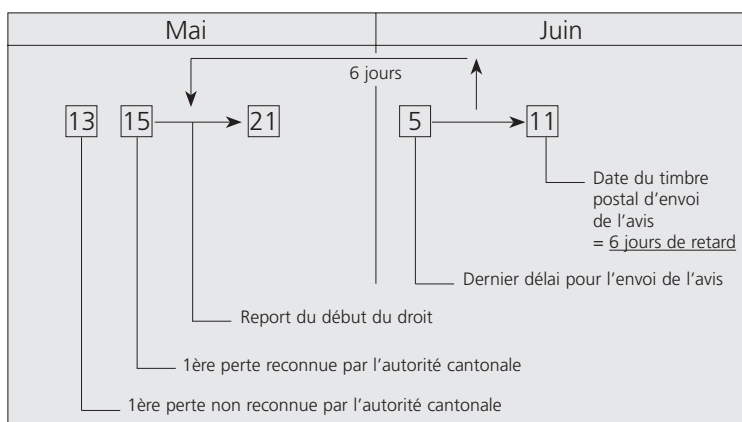 Mai Juin
6 jours
13 15 21 5 11
Date du timbre
postal d'envoi
de l'avis
= 6 jours de retard
Dernier délai pour l'envoi de l'avis
Report du début du droit
1ère perte reconnue par l'autorité cantonale
1ère perte non reconnue par l'autorité cantonale